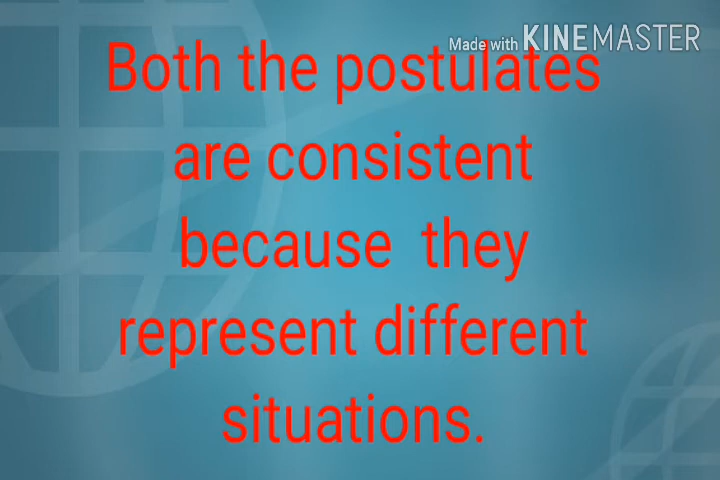 Made with KINEMASTER
Both the postulates
are consistent
because they
represent different
situations.